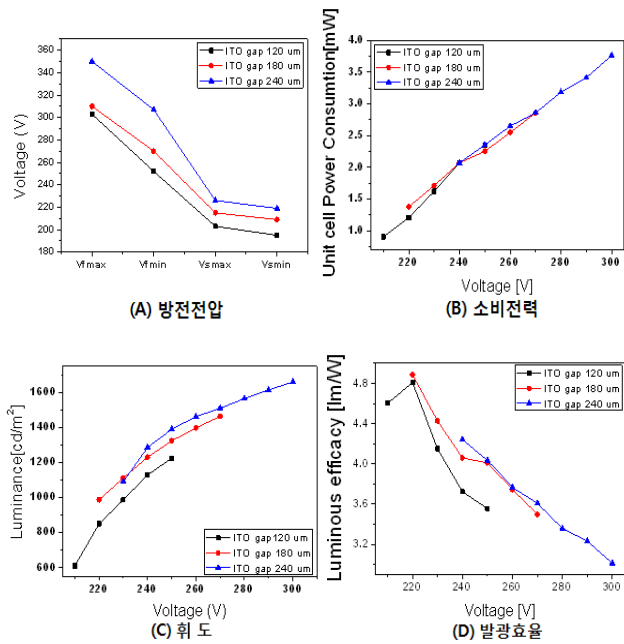 ITO gap 120 um
ITO gap 180 um
ITO gap 240 um
360
340
320
300
280
260
240
220
200
180
Voltage (V)
Vfmax
Vfmin
Vsmax
Vsmin
(A) 방전전압
ITO gap 120 um
ITO gap 180 um
ITO gap 240 um
4.0
3.5
3.0
2.5
2.0
1.5
1.0
Unit cell Power Consumtion[mW]
220
240
260
280
300
Voltage [V]
(B) 소비전력
1600
1400
1200
1000
800
600
Luminance[cd/m²]
ITO gap120 um
ITO gap 180 um
ITO gap 240 um
220
240
260
280
300
Voltage (V)
(C) 휘 도
ITO gap 120 um
ITO gap 180 um
ITO gap 240 um
4.8
4.4
4.0
3.6
3.2
Luminous efficacy [lm/W]
220
240
260
280
300
Voltage [V]
(D) 발광효율